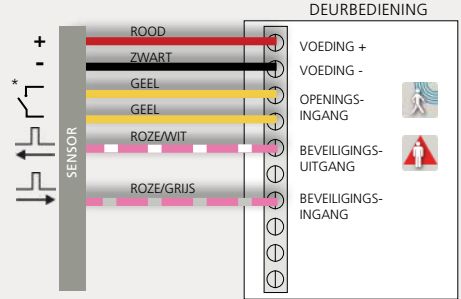 DEURBEDIENING
ROOD
+
VOEDING +
ZWART
-
VOEDING -
GEEL
*
OPENINGS-
INGANG
GEEL
ROZE/WIT
BEVEILIGINGS-
UITGANG
SENSOR
ROZE/GRIJS
BEVEILIGINGS-
INGANG